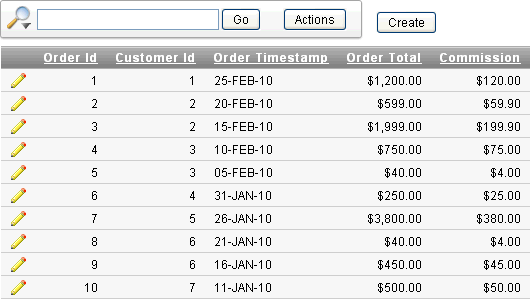 Go Actions Create
Order Id Customer Id Order Timestamp Order Total Commission
1 1 25-FEB-10 $1,200.00 $120.00
2 2 20-FEB-10 $599.00 $59.90
3 2 15-FEB-10 $1,999.00 $199.90
4 3 10-FEB-10 $750.00 $75.00
5 3 05-FEB-10 $40.00 $4.00
6 4 31-JAN-10 $250.00 $25.00
7 5 26-JAN-10 $3,800.00 $380.00
8 6 21-JAN-10 $40.00 $4.00
9 6 16-JAN-10 $450.00 $45.00
10 7 11-JAN-10 $500.00 $50.00